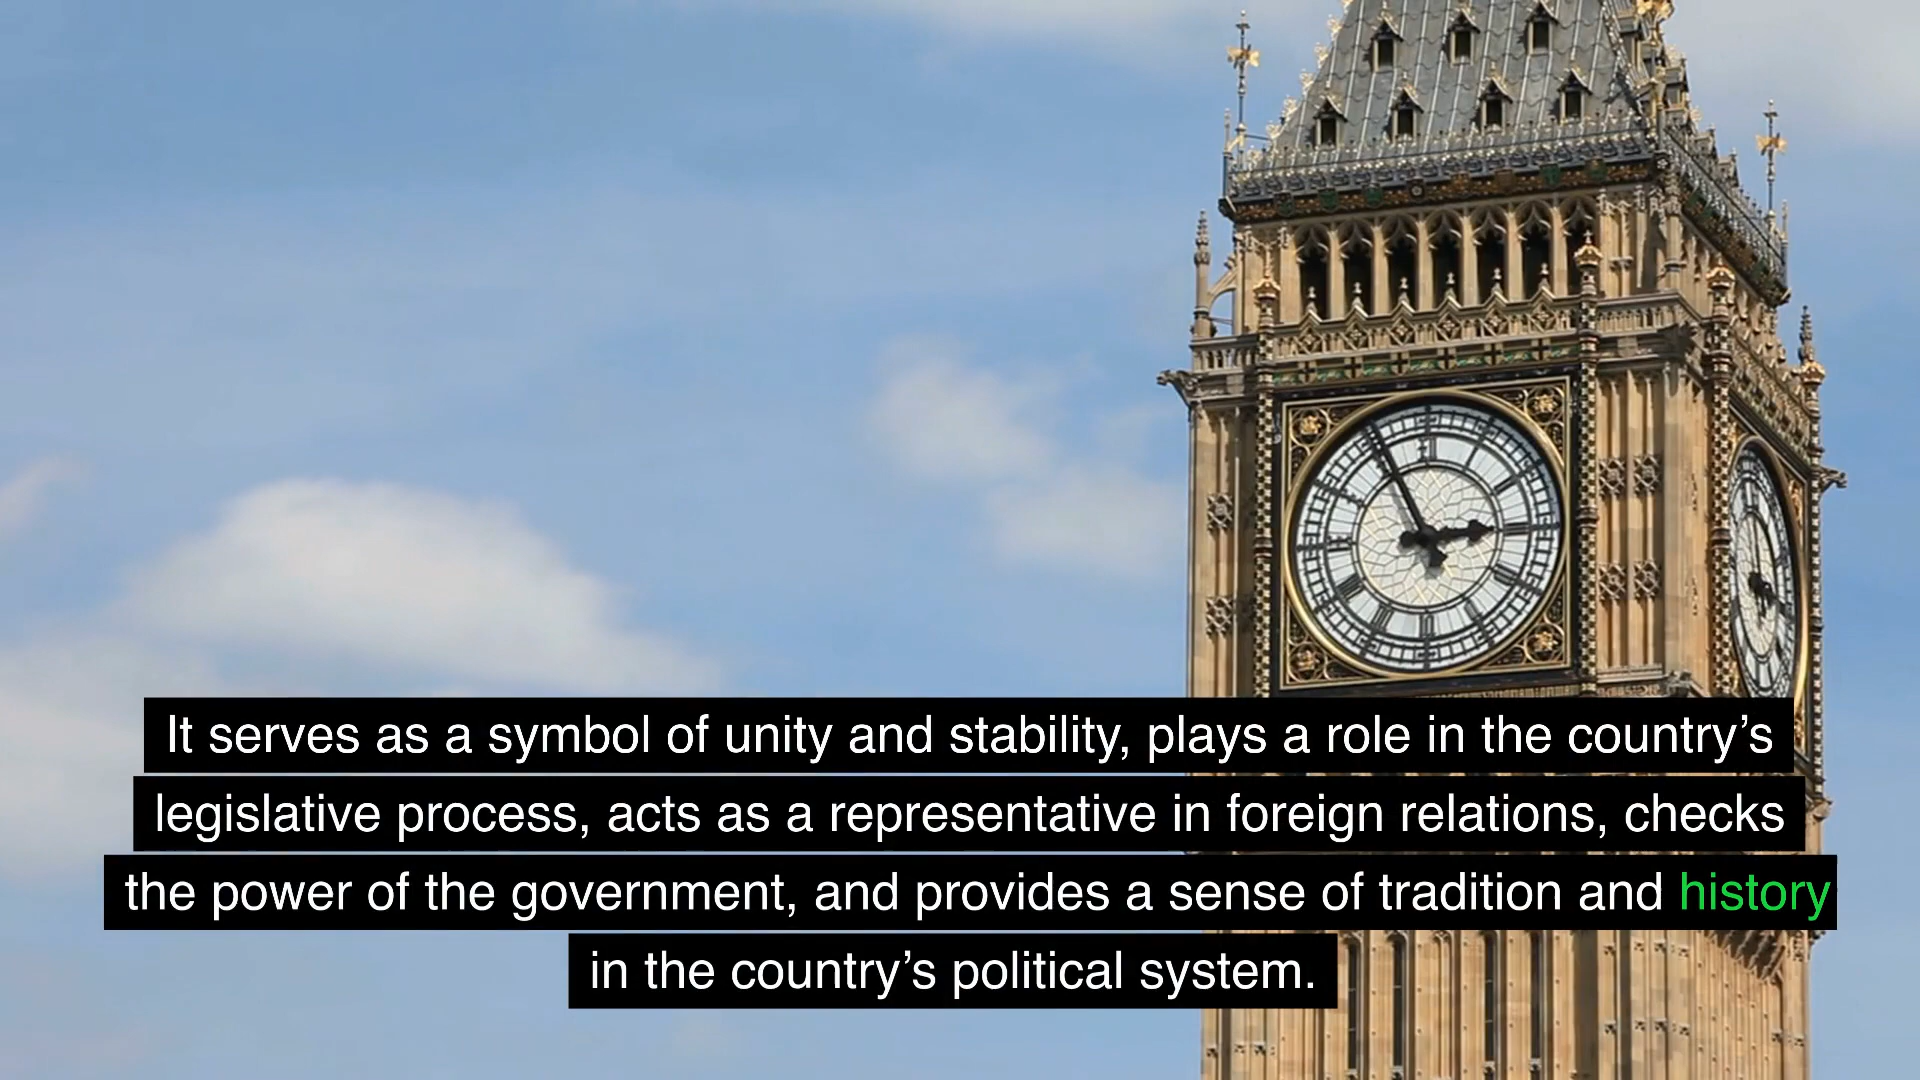 It serves as a symbol of unity and stability, plays a role in the country’s
legislative process, acts as a representative in foreign relations, checks
the power of the government, and provides a sense of tradition and history
in the country’s political system.